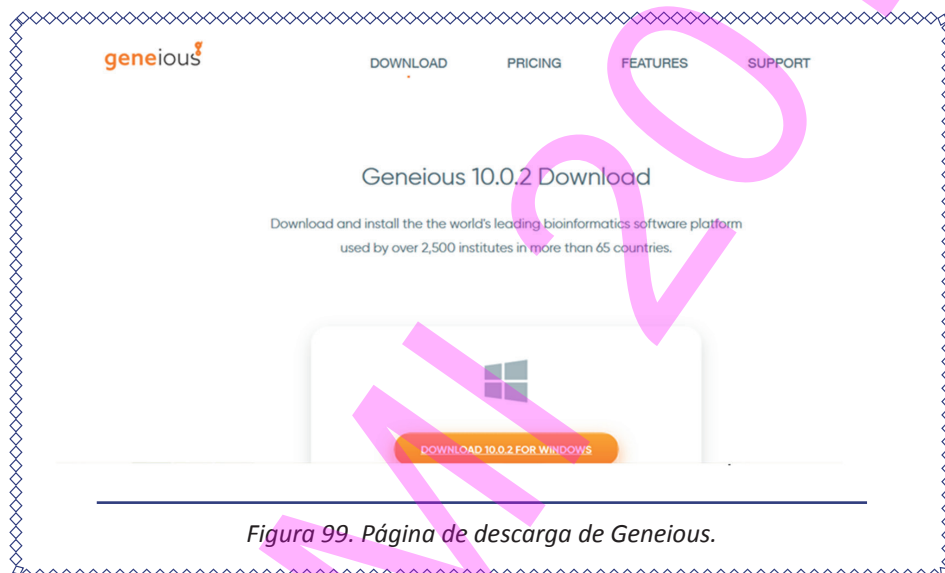 geneious
DOWNLOAD PRICING FEATURES SUPPORT
Geneious 10.0.2 Download
Download and install the the world's leading bioinformatics software platform
used by over 2,500 institutes in more than 65 countries.
DOWNLOAD 10.0.2 FOR WINDOWS
Figura 99. Página de descarga de Geneious.